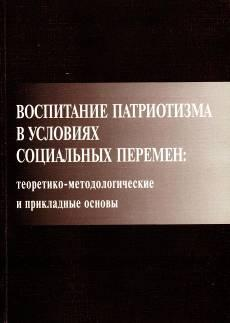 ВОСПИТАНИЕ ПАТРИОТИЗМА
В УСЛОВИЯХ
СОЦИАЛЬНЫХ ПЕРЕМЕН:
теоретико-методологические
и прикладные основы